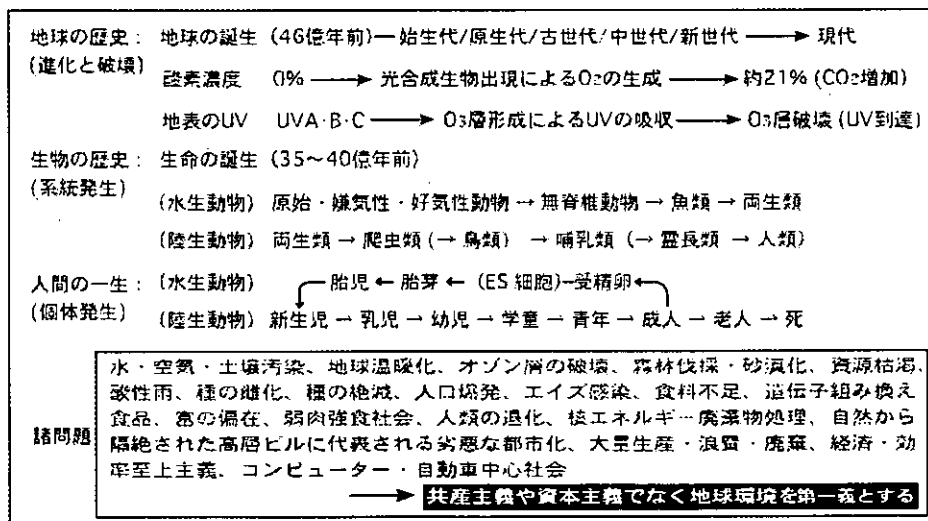 地球の歴史： 地球の誕生（46億年前）─ 始生代/原生代/古世代/中世代/新世代 → 現代
(進化と破壊) 酸素濃度 0% → 光合成生物出現によるO₂の生成 → 約21% (CO₂増加)
地表のUV UVA·B·C → O₃層形成によるUVの吸収 → O₃層破壊 (UV到達)
生物の歴史： 生命の誕生（35～40億年前）
(系統発生)
(水生動物) 原始・嫌気性・好気性動物 → 無脊椎動物 → 魚類 → 両生類
(陸生動物) 両生類 → 爬虫類 (→ 鳥類) → 哺乳類 (→ 霊長類 → 人類)
人間の一生： (水生動物) 胎児 ← 胎芽 ← (ES 細胞)─受精卵
(個体発生) (陸生動物) 新生児 → 乳児 → 幼児 → 学童 → 青年 → 成人 → 老人 → 死
水・空気・土壌汚染、地球温暖化、オゾン層の破壊、森林伐採・砂漠化、資源枯渇、
酸性雨、種の雌化、種の絶滅、人口爆発、エイズ感染、食料不足、遺伝子組み換え
食品、富の偏在、弱肉強食社会、人類の退化、核エネルギー廃棄物処理、自然から
諸問題 隔絶された高層ビルに代表される劣悪な都市化、大量生産・浪費・廃棄、経済・効
率至上主義、コンピューター・自動車中心社会
→ 共産主義や資本主義でなく地球環境を第一義とする